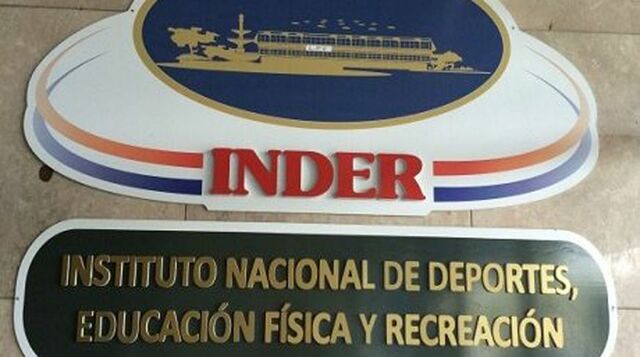 INDER
INSTITUTO NACIONAL DE DEPORTES,
EDUCACIÓN FÍSICA Y RECREACIÓN